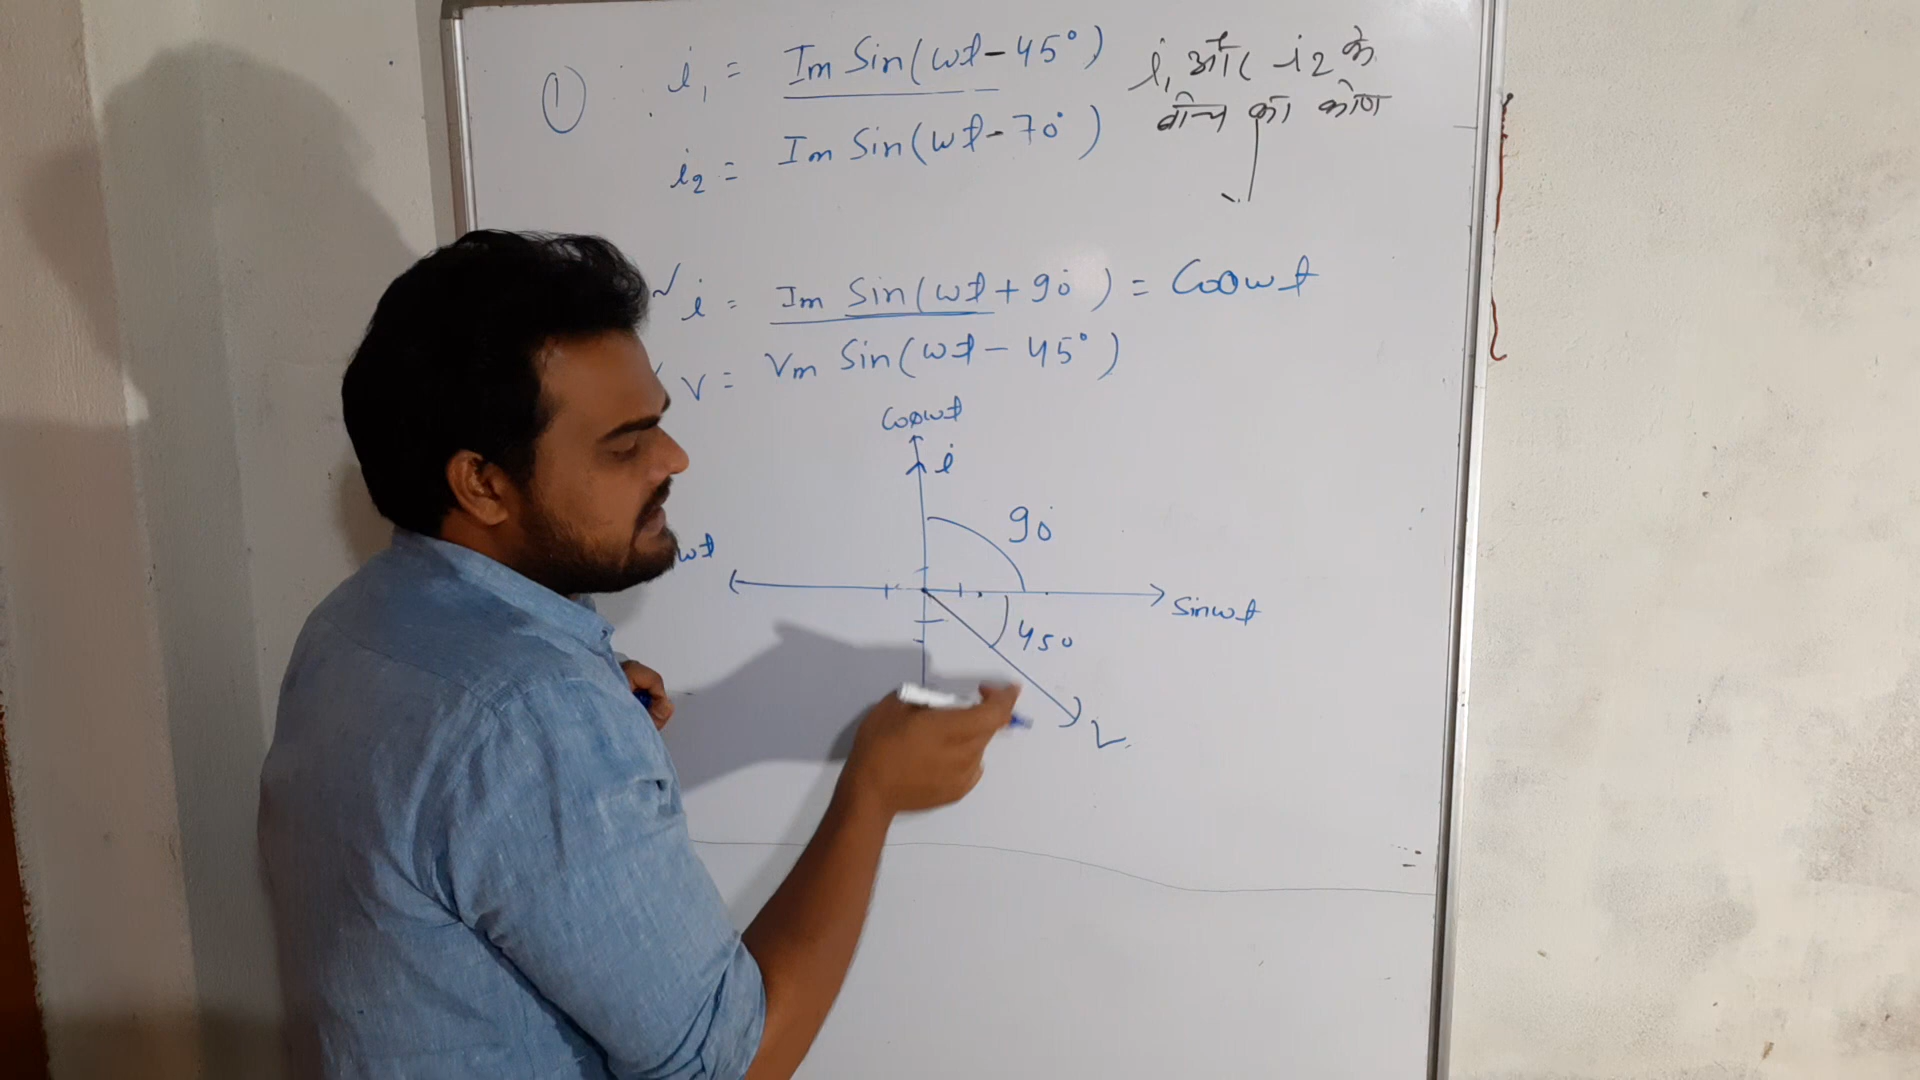 ① i₁ = Im Sin(ωt - 45°) i₁ और i2 के
बीच का कोण
i₂ = Im Sin(ωt - 70°)
i = Im Sin(ωt + 90°) = Cosωt
V = Vm Sin(ωt - 45°)
Cosωt
i
90°
ωt
Sinωt
45°
V